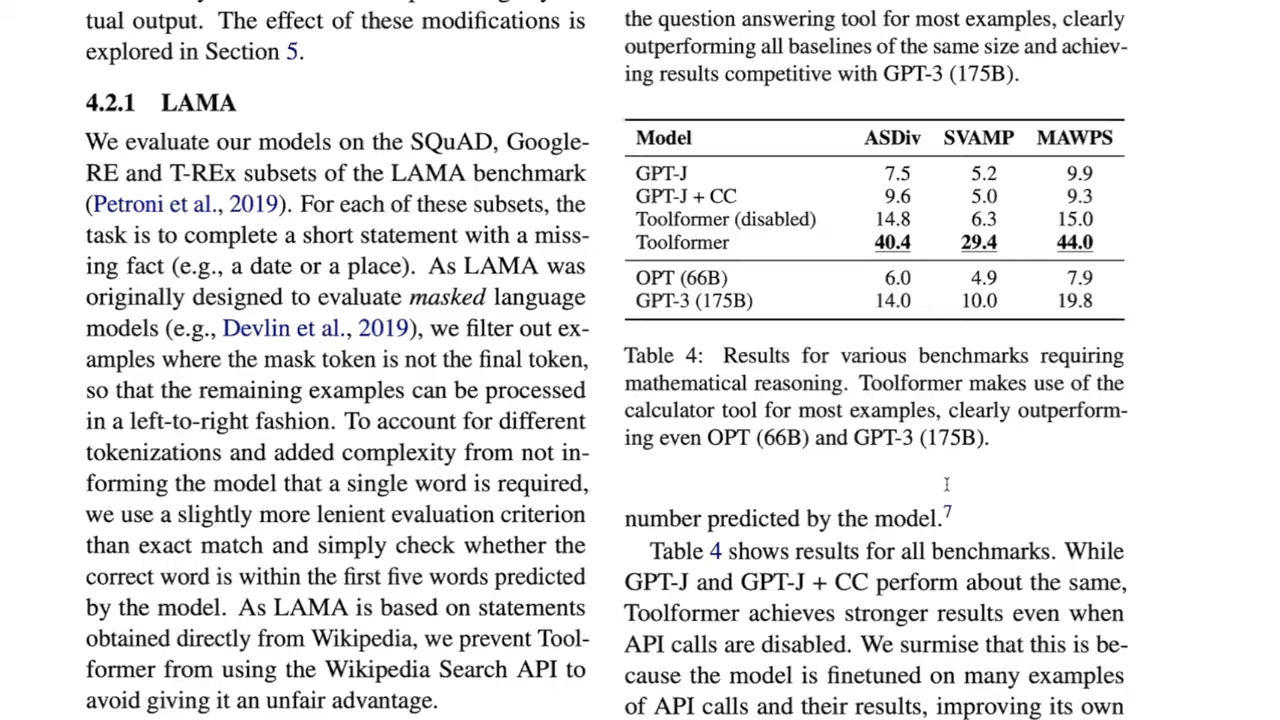 tual output. The effect of these modifications is
explored in Section 5.
4.2.1 LAMA
We evaluate our models on the SQuAD, Google-
RE and T-REx subsets of the LAMA benchmark
(Petroni et al., 2019). For each of these subsets, the
task is to complete a short statement with a miss-
ing fact (e.g., a date or a place). As LAMA was
originally designed to evaluate masked language
models (e.g., Devlin et al., 2019), we filter out ex-
amples where the mask token is not the final token,
so that the remaining examples can be processed
in a left-to-right fashion. To account for different
tokenizations and added complexity from not in-
forming the model that a single word is required,
we use a slightly more lenient evaluation criterion
than exact match and simply check whether the
correct word is within the first five words predicted
by the model. As LAMA is based on statements
obtained directly from Wikipedia, we prevent Tool-
former from using the Wikipedia Search API to
avoid giving it an unfair advantage.
the question answering tool for most examples, clearly
outperforming all baselines of the same size and achiev-
ing results competitive with GPT-3 (175B).
Model ASDiv SVAMP MAWPS
GPT-J 7.5 5.2 9.9
GPT-J + CC 9.6 5.0 9.3
Toolformer (disabled) 14.8 6.3 15.0
Toolformer 40.4 29.4 44.0
OPT (66B) 6.0 4.9 7.9
GPT-3 (175B) 14.0 10.0 19.8
Table 4: Results for various benchmarks requiring
mathematical reasoning. Toolformer makes use of the
calculator tool for most examples, clearly outperform-
ing even OPT (66B) and GPT-3 (175B).
number predicted by the model.7
Table 4 shows results for all benchmarks. While
GPT-J and GPT-J + CC perform about the same,
Toolformer achieves stronger results even when
API calls are disabled. We surmise that this is be-
cause the model is finetuned on many examples
of API calls and their results, improving its own